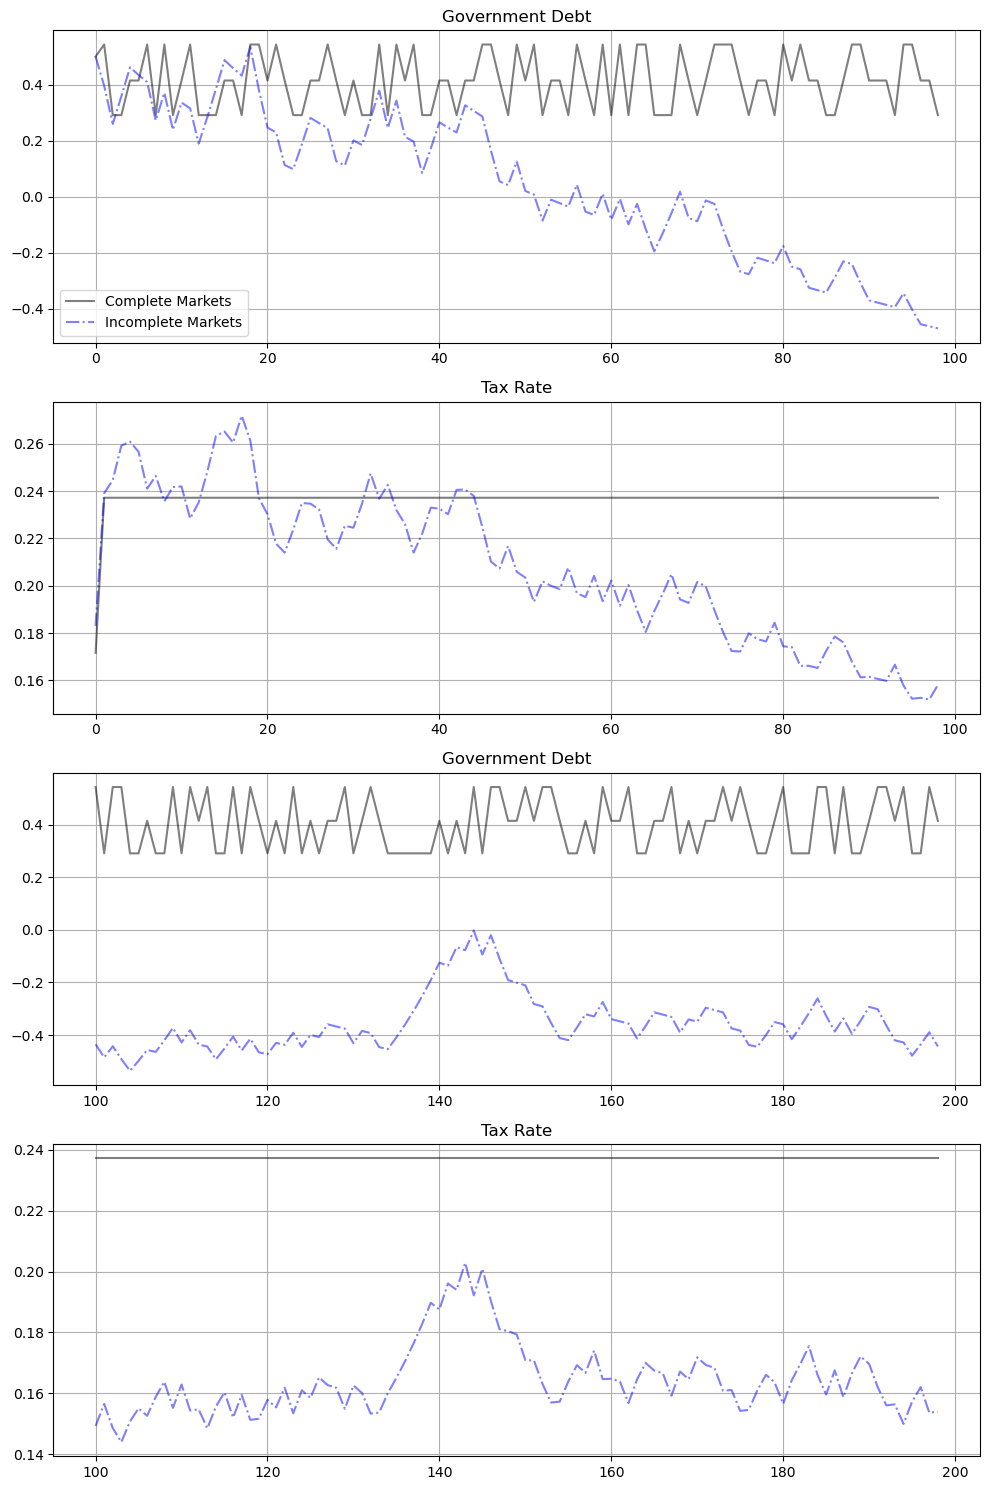 Government Debt
0.4
0.2
0.0
−0.2
−0.4
Complete Markets
Incomplete Markets
0 20 40 60 80 100
Tax Rate
0.26
0.24
0.22
0.20
0.18
0.16
0 20 40 60 80 100
Government Debt
0.4
0.2
0.0
−0.2
−0.4
100 120 140 160 180 200
Tax Rate
0.24
0.22
0.20
0.18
0.16
0.14
100 120 140 160 180 200